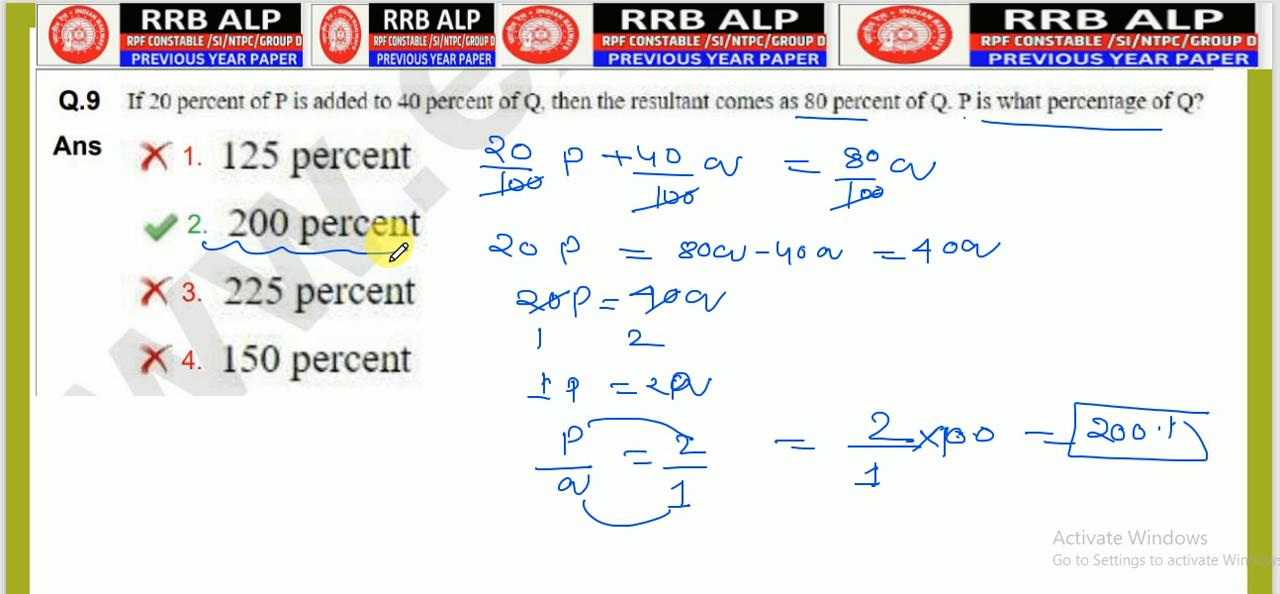 RRB ALP RRB ALP RRB ALP RRB ALP
RPF CONSTABLE /SI/NTPC/GROUP D RPF CONSTABLE /SI/NTPC/GROUP D RPF CONSTABLE /SI/NTPC/GROUP D RPF CONSTABLE /SI/NTPC/GROUP D
PREVIOUS YEAR PAPER PREVIOUS YEAR PAPER PREVIOUS YEAR PAPER PREVIOUS YEAR PAPER
Q.9 If 20 percent of P is added to 40 percent of Q, then the resultant comes as 80 percent of Q. P is what percentage of Q?
Ans 1. 125 percent
2. 200 percent
3. 225 percent
4. 150 percent
20/100 P + 40/100 Q = 80/100 Q
20 P = 80Q - 40Q = 40Q
20P = 40Q
1 2
1P = 2Q
P/Q = 2/1 = 2/1 × 100 = 200%
Activate Windows
Go to Settings to activate Windows